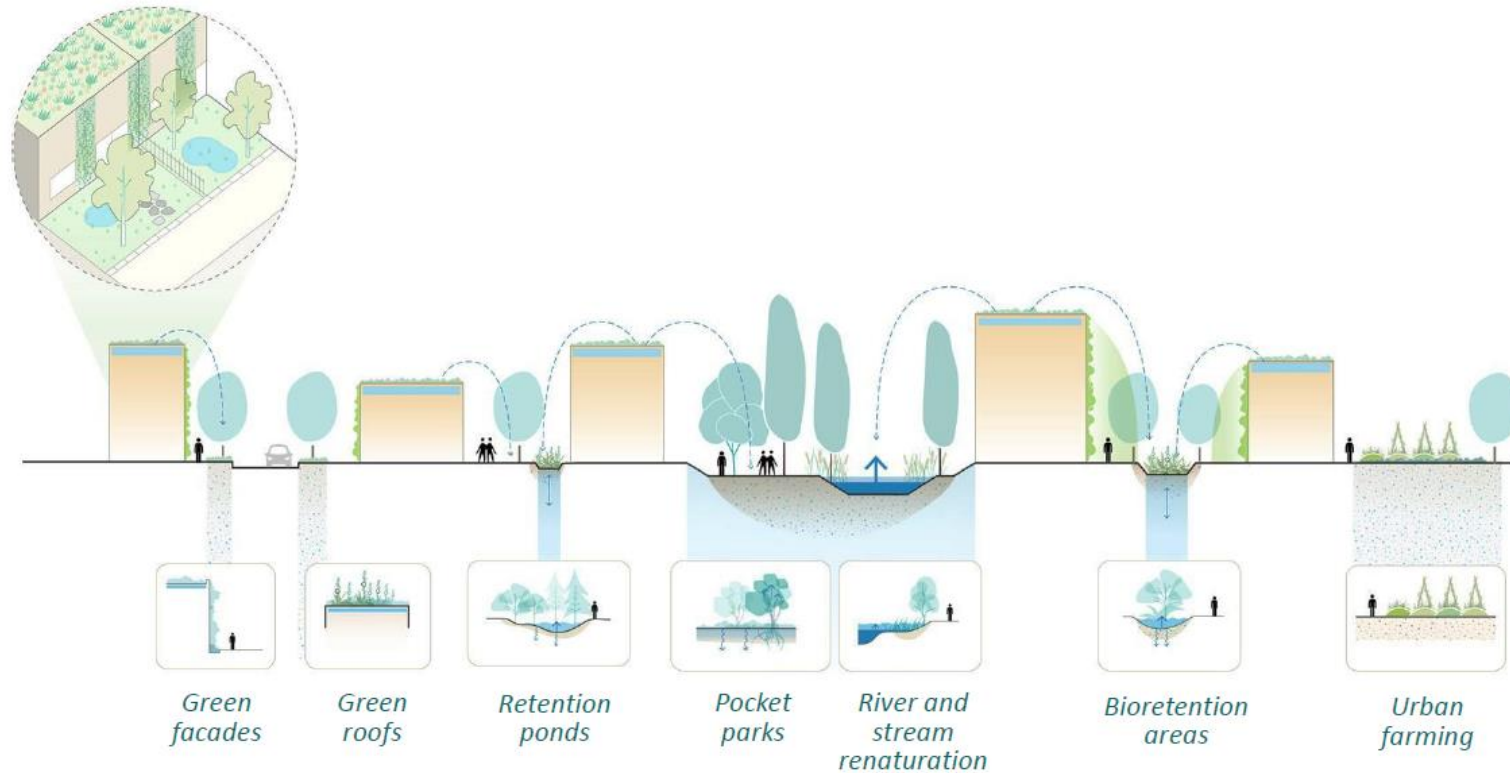 Green
facades
Green
roofs
Retention
ponds
Pocket
parks
River and
stream
renaturation
Bioretention
areas
Urban
farming